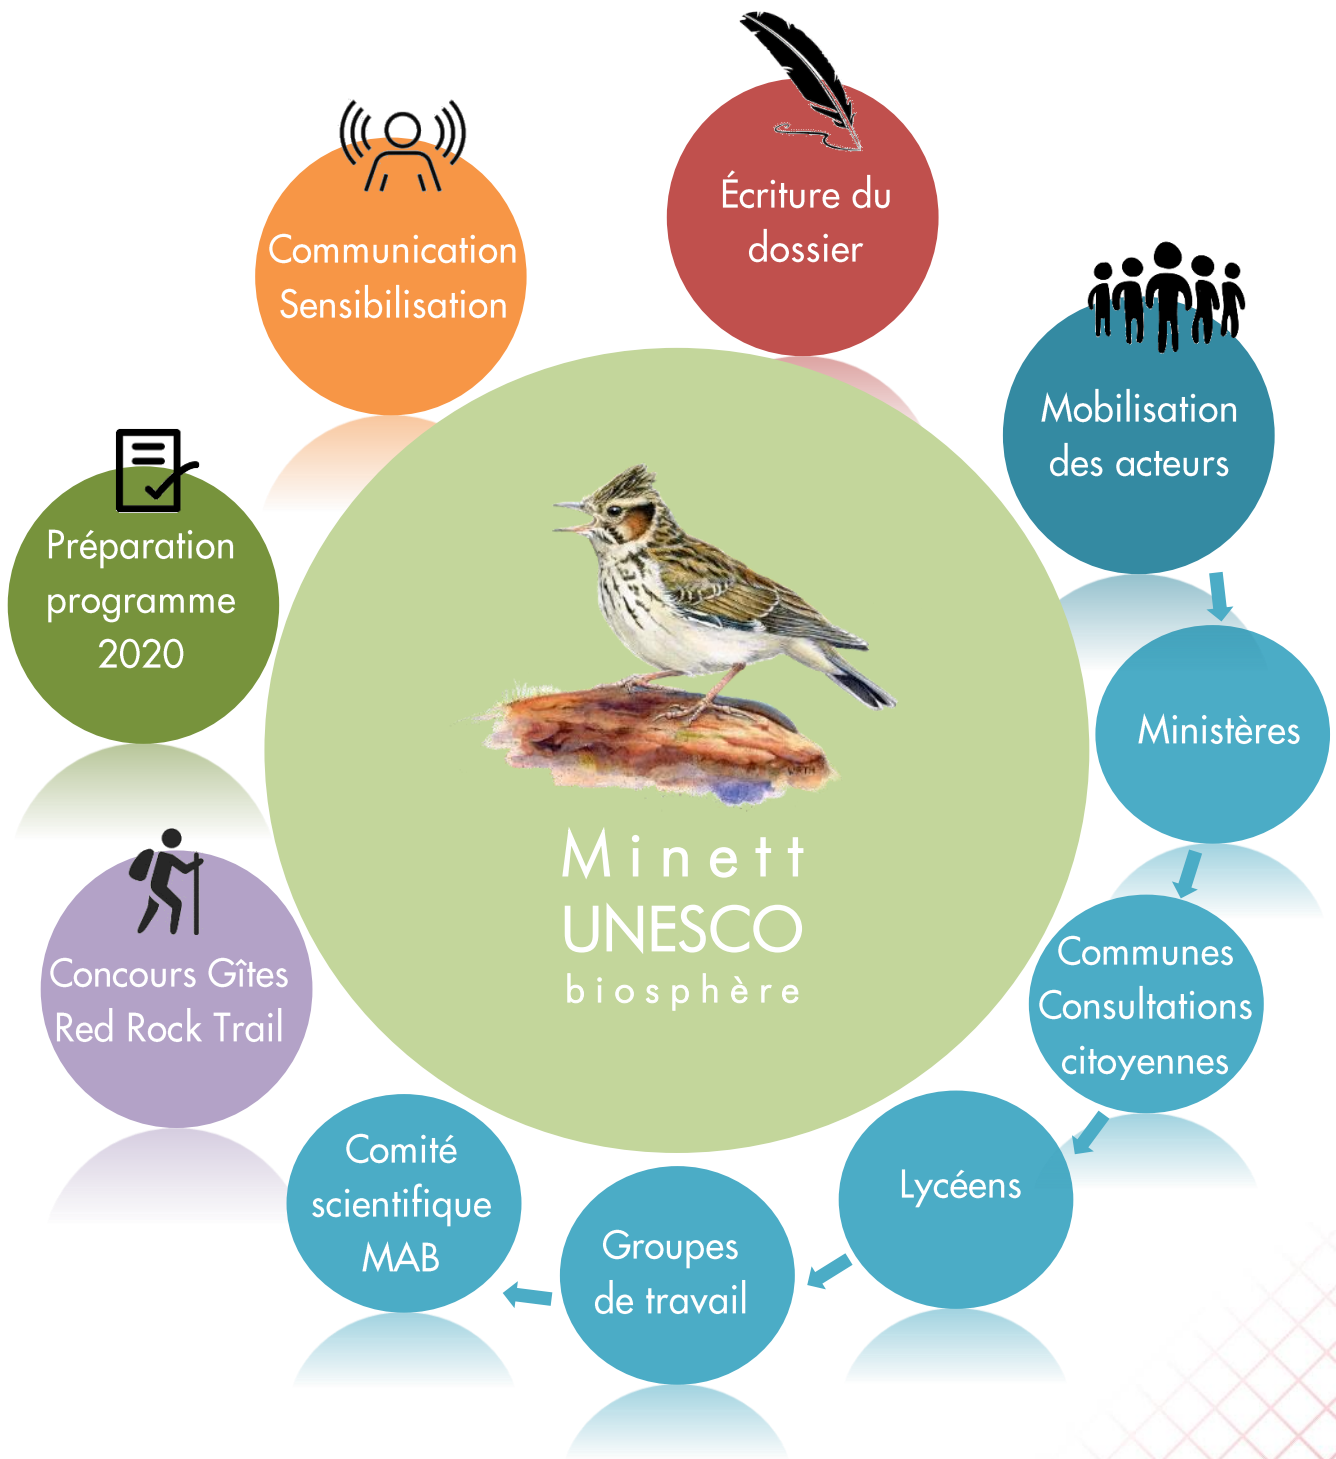 Écriture du
dossier
Communication
Sensibilisation
Mobilisation
des acteurs
Préparation
programme
2020
Ministères
Minett
UNESCO
biosphère
Concours Gîtes
Red Rock Trail
Communes
Consultations
citoyennes
Lycéens
Comité
scientifique
MAB
Groupes
de travail